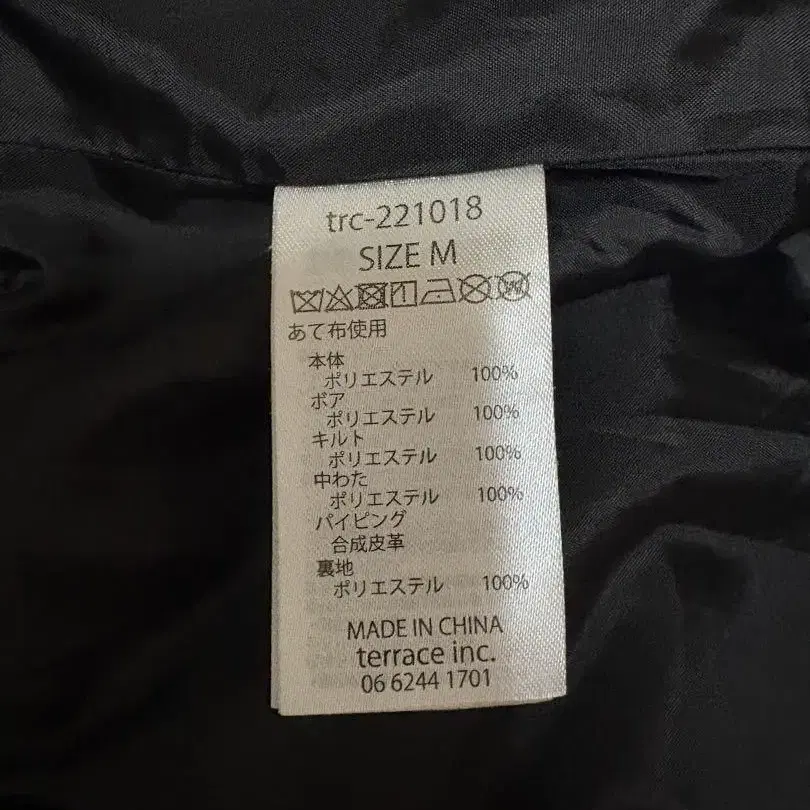 trc-221018
SIZE M
あて布使用
本体
ポリエステル 100%
ボア
ポリエステル 100%
キルト
ポリエステル 100%
中わた
ポリエステル 100%
パイピング
合成皮革
裏地
ポリエステル 100%
MADE IN CHINA
terrace inc.
06 6244 1701